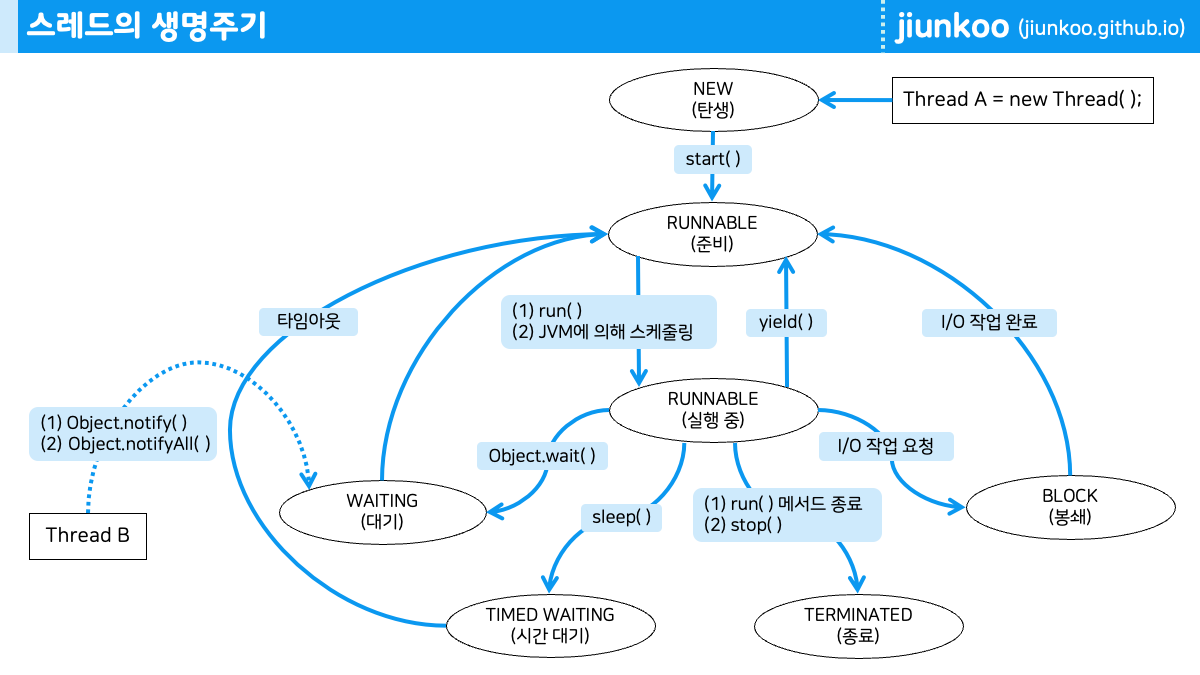 스레드의 생명주기
jiunkoo (jiunkoo.github.io)
NEW
(탄생)
Thread A = new Thread( );
start( )
RUNNABLE
(준비)
타임아웃
(1) run( )
(2) JVM에 의해 스케줄링
yield( )
I/O 작업 완료
(1) Object.notify( )
(2) Object.notifyAll( )
RUNNABLE
(실행 중)
Object.wait( )
I/O 작업 요청
WAITING
(대기)
sleep( )
(1) run( ) 메서드 종료
(2) stop( )
BLOCK
(봉쇄)
Thread B
TIMED WAITING
(시간 대기)
TERMINATED
(종료)